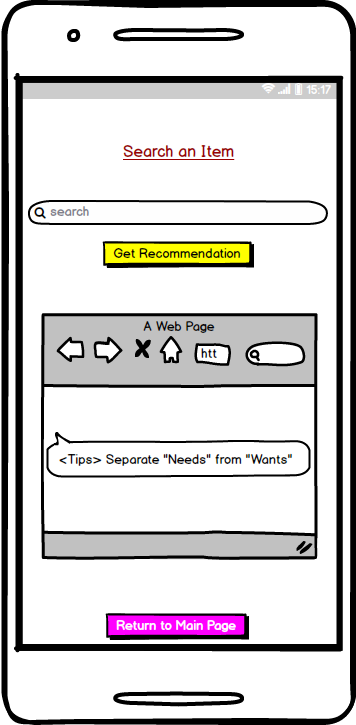 15:17
Search an Item
search
Get Recommendation
A Web Page
htt
<Tips> Separate "Needs" from "Wants"
Return to Main Page